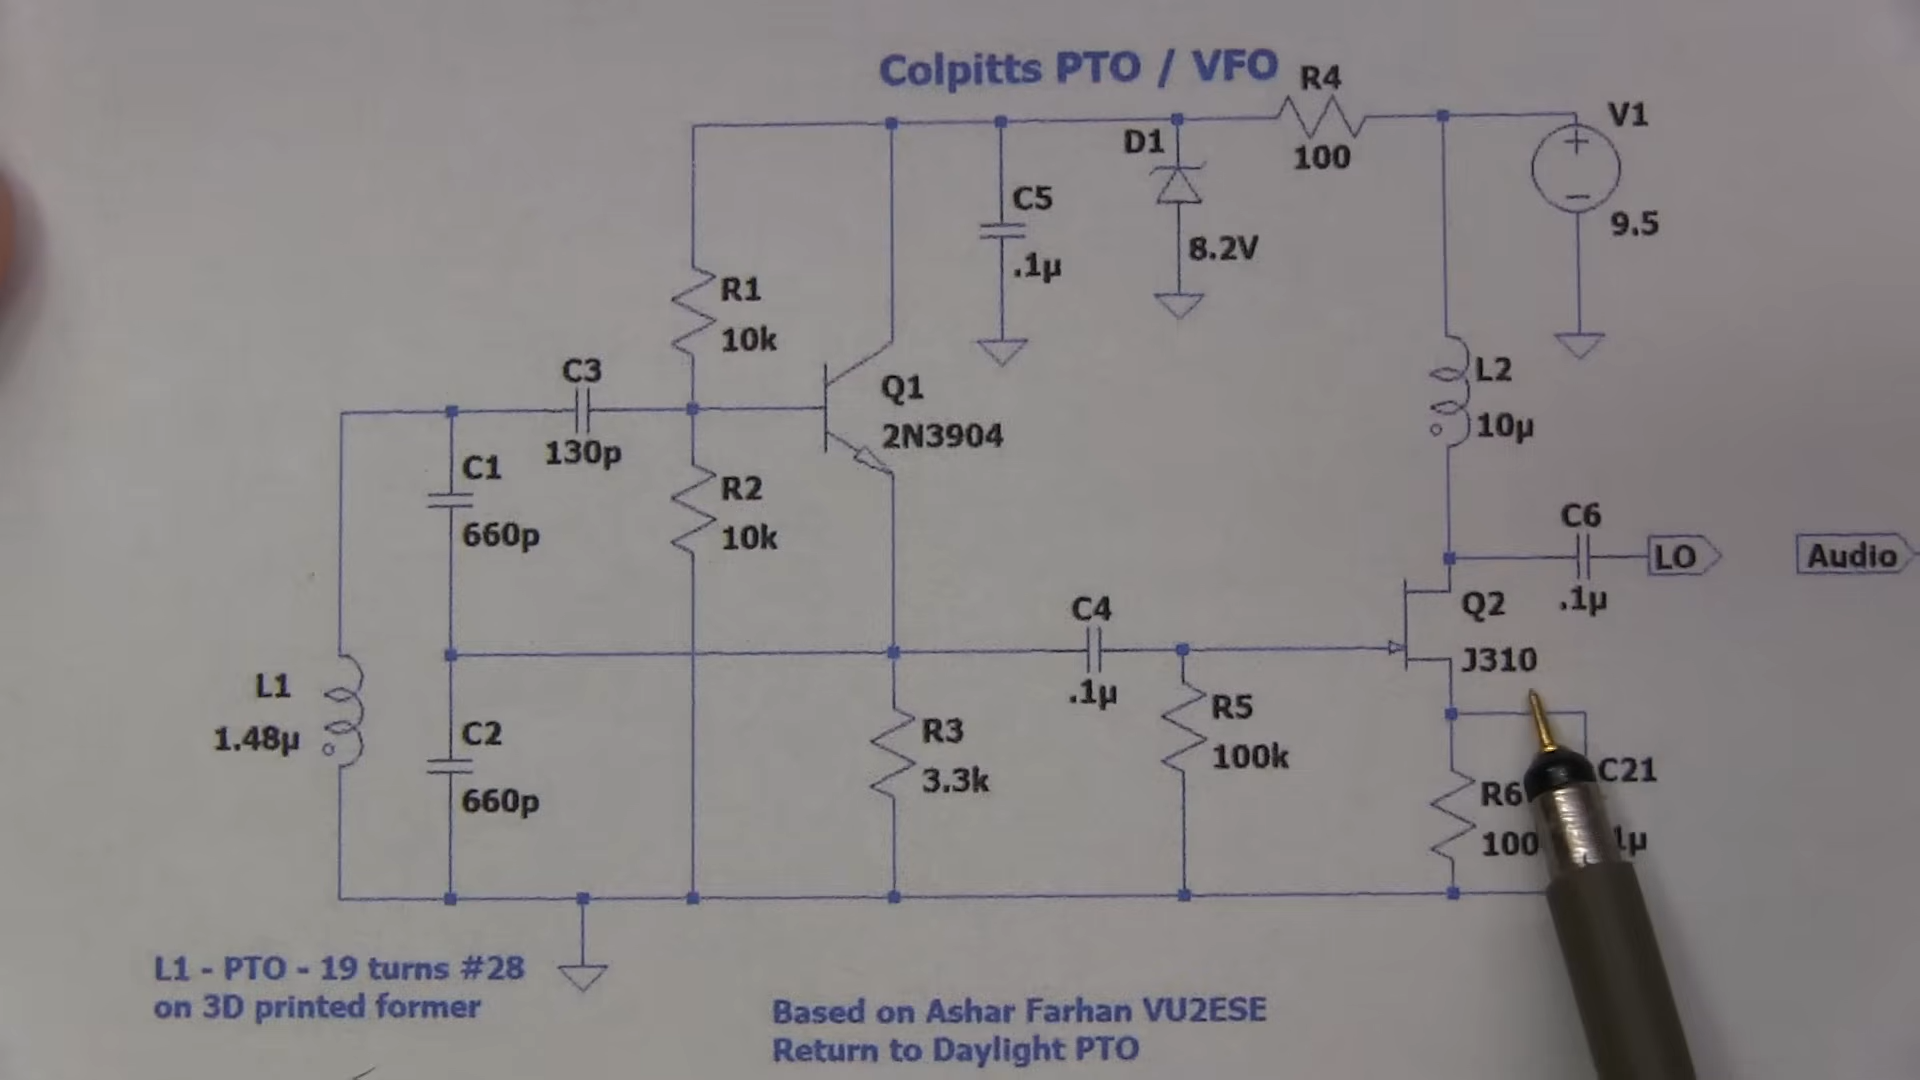 Colpitts PTO / VFO
R4
100
V1
9.5
D1
8.2V
C5
.1µ
R1
10k
C3
130p
Q1
2N3904
L2
10µ
C1
660p
R2
10k
C6
.1µ
LO
Audio
Q2
J310
C4
.1µ
L1
1.48µ
C2
660p
R3
3.3k
R5
100k
R6
100
C21
1µ
L1 - PTO - 19 turns #28
on 3D printed former
Based on Ashar Farhan VU2ESE
Return to Daylight PTO